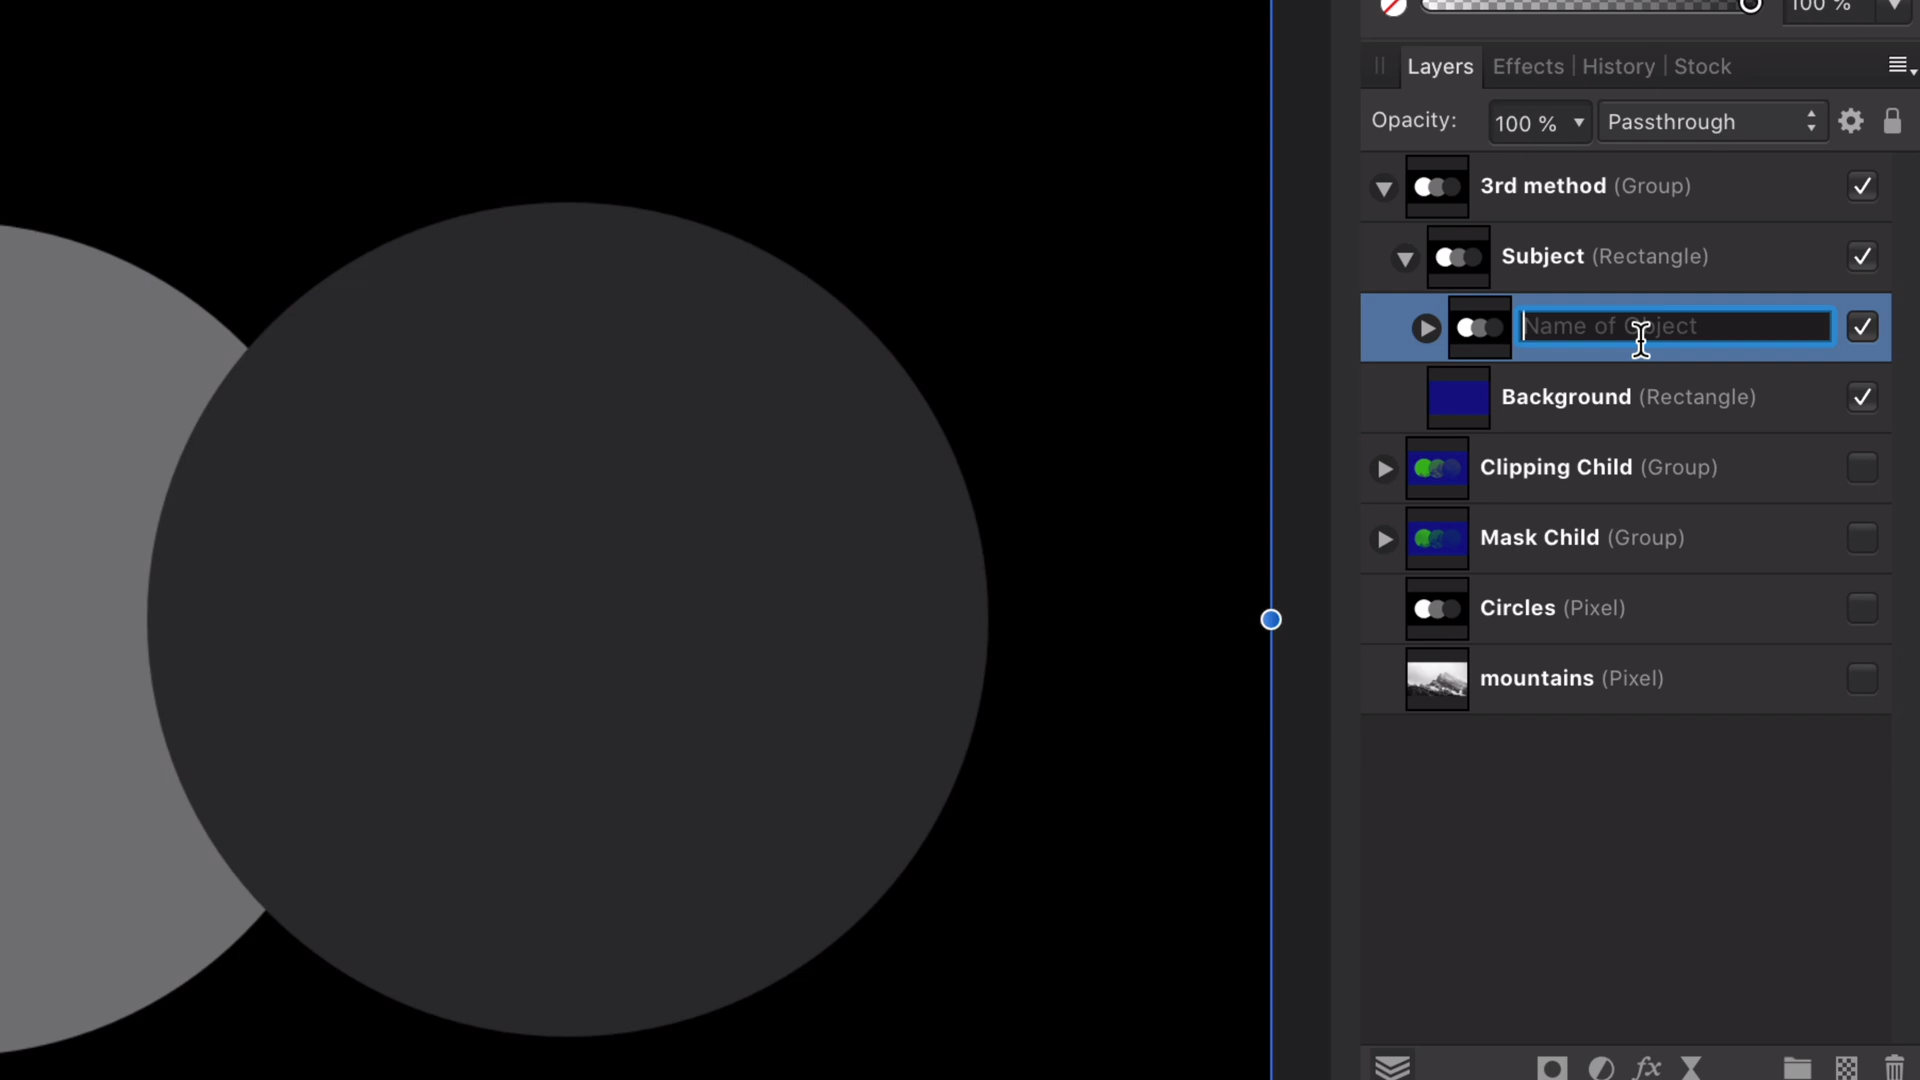 100 %
Layers Effects History Stock
Opacity: 100 % Passthrough
3rd method (Group)
Subject (Rectangle)
Name of Object
Background (Rectangle)
Clipping Child (Group)
Mask Child (Group)
Circles (Pixel)
mountains (Pixel)
fx